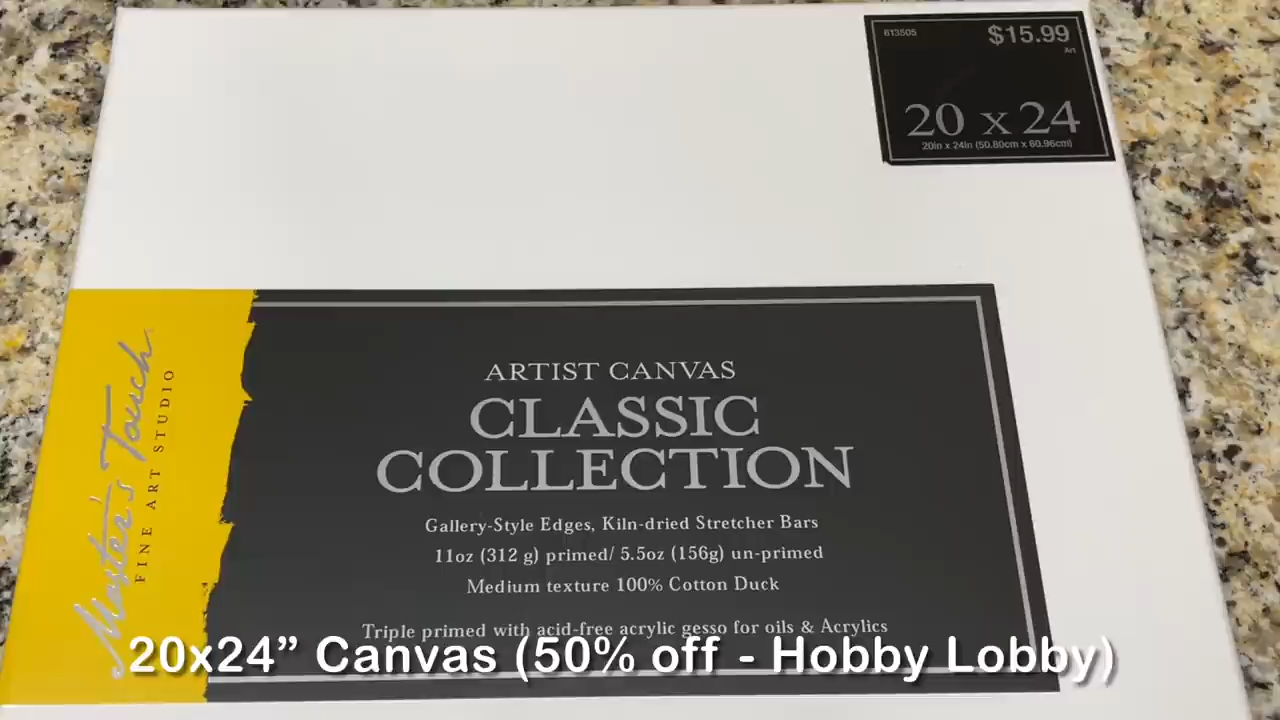 613505
$15.99
Art
20 x 24
20in x 24in (50.80cm x 60.96cm)
Master's Touch
FINE ART STUDIO
ARTIST CANVAS
CLASSIC
COLLECTION
Gallery-Style Edges, Kiln-dried Stretcher Bars
11oz (312 g) primed/ 5.5oz (156g) un-primed
Medium texture 100% Cotton Duck
Triple primed with acid-free acrylic gesso for oils & Acrylics
20x24” Canvas (50% off - Hobby Lobby)